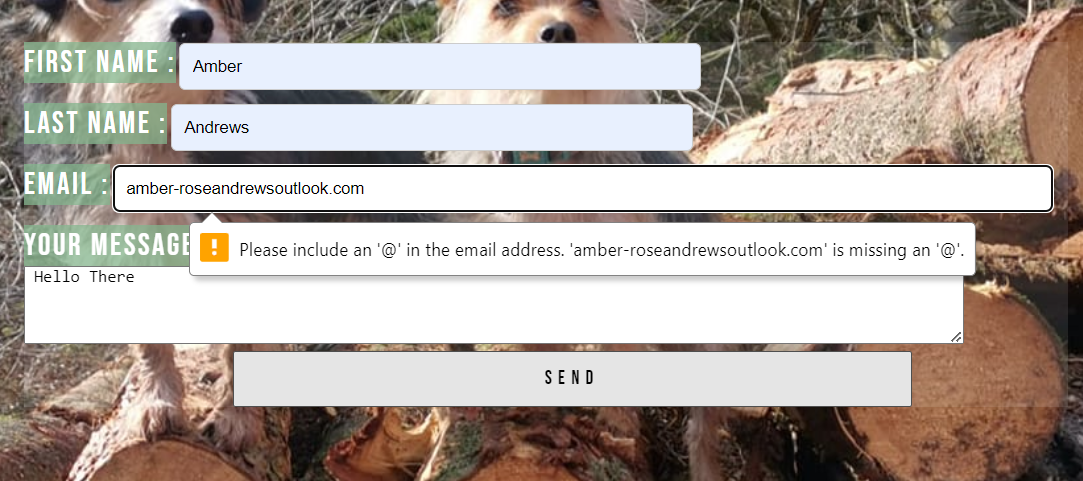 FIRST NAME :
Amber
LAST NAME :
Andrews
EMAIL :
amber-roseandrewsoutlook.com
Please include an '@' in the email address. 'amber-roseandrewsoutlook.com' is missing an '@'.
YOUR MESSAGE
Hello There
SEND